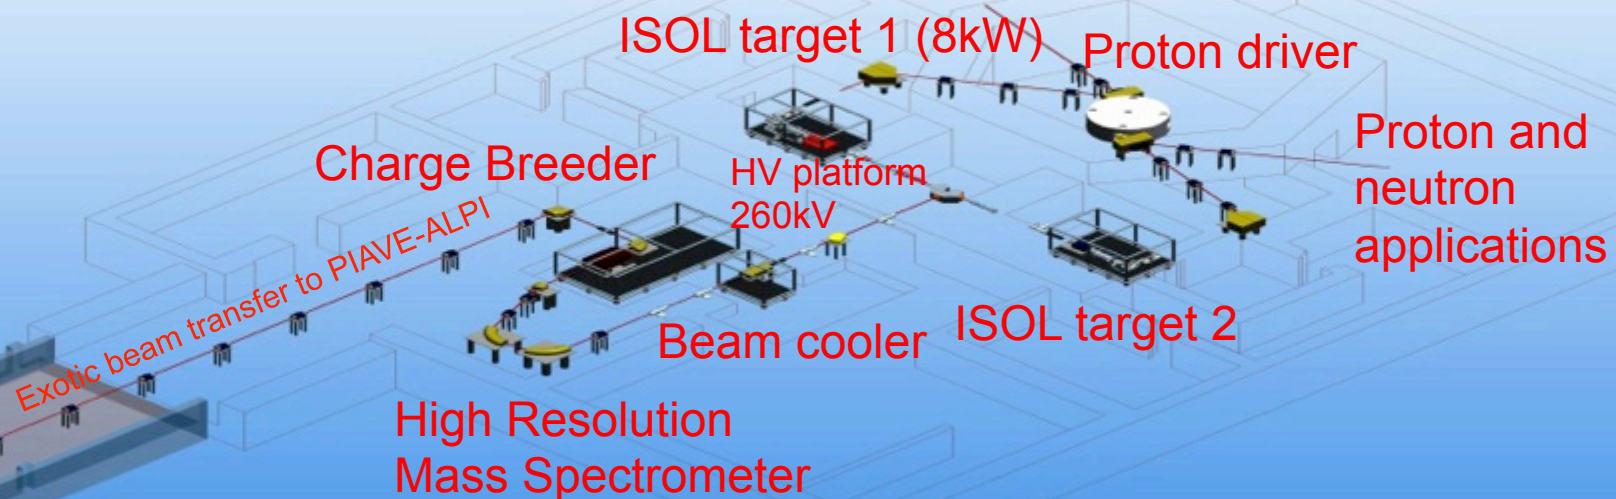 ISOL target 1 (8kW)
Proton driver
Proton and
neutron
applications
Charge Breeder
HV platform
260kV
Exotic beam transfer to PIAVE-ALPI
Beam cooler
ISOL target 2
High Resolution
Mass Spectrometer